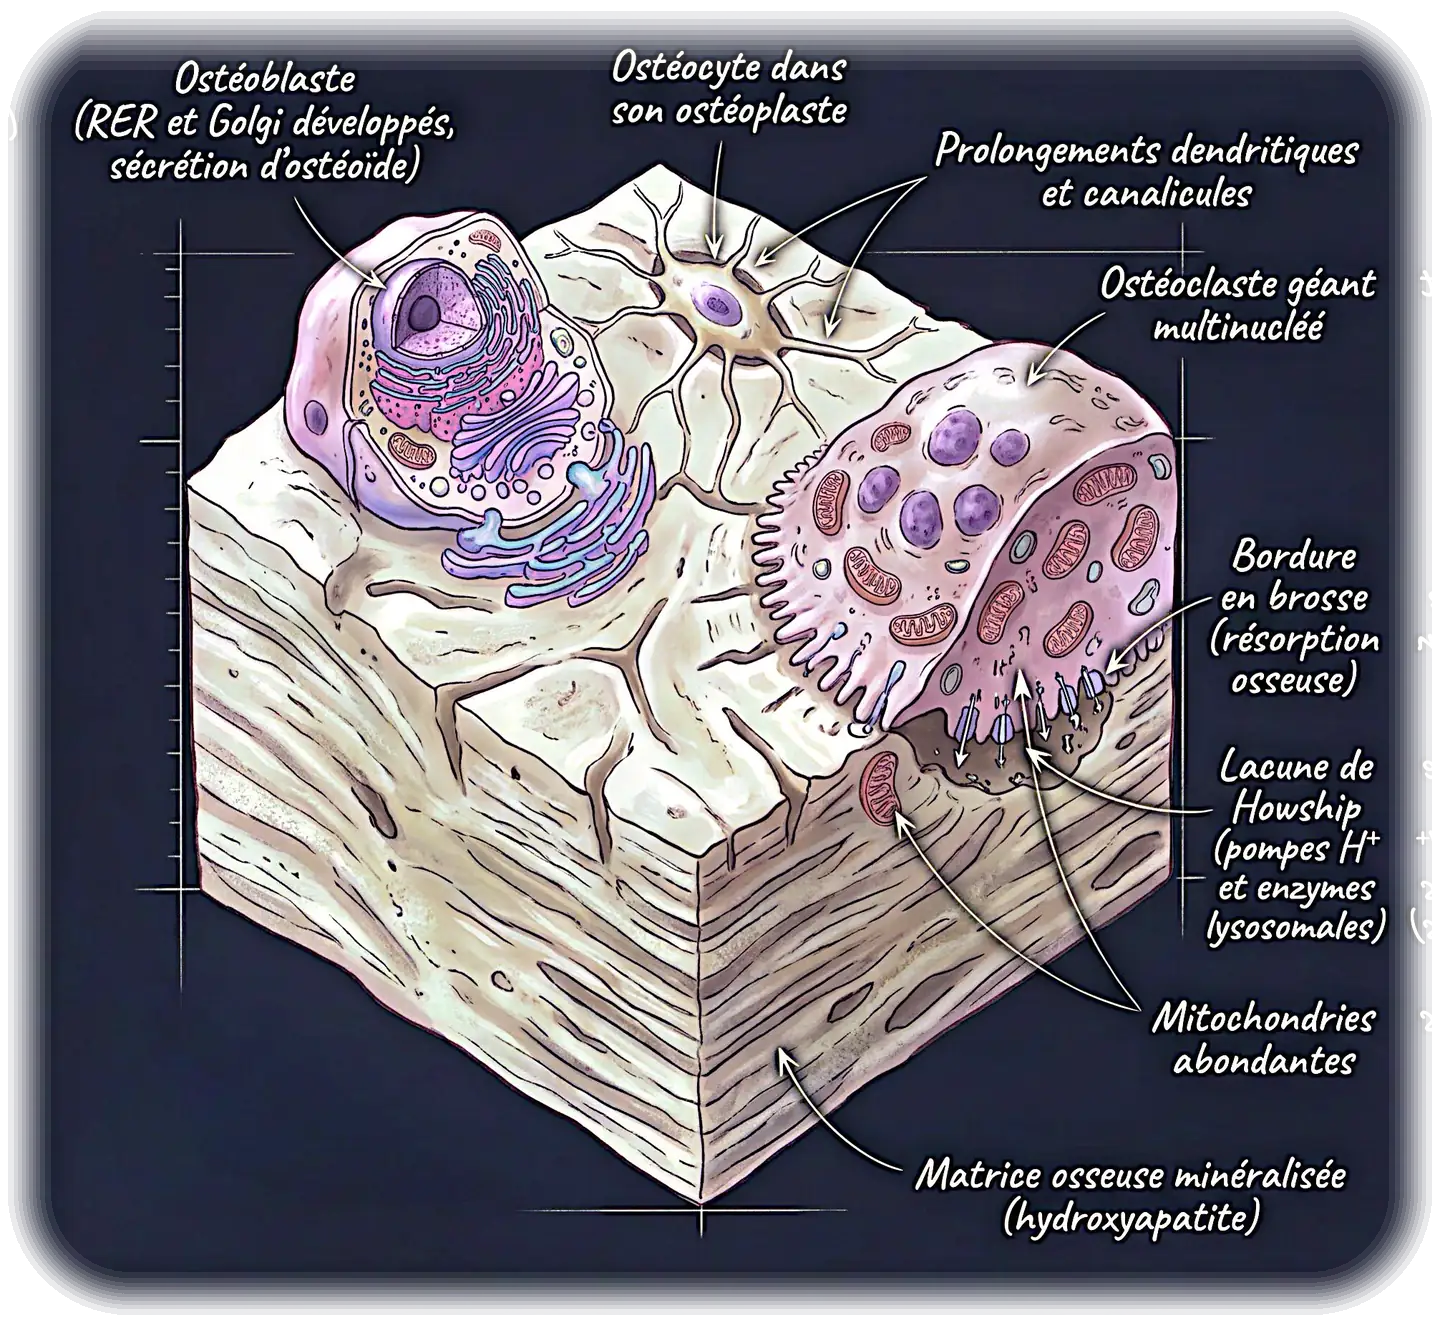 Ostéoblaste
(RER et Golgi développés,
sécrétion d'ostéoïde)
Ostéocyte dans
son ostéoplaste
Prolongements dendritiques
et canalicules
Ostéoclaste géant
multinucléé
Bordure
en brosse
(résorption
osseuse)
Lacune de
Howship
(pompes H⁺
et enzymes
lysosomales)
Mitochondries
abondantes
Matrice osseuse minéralisée
(hydroxyapatite)